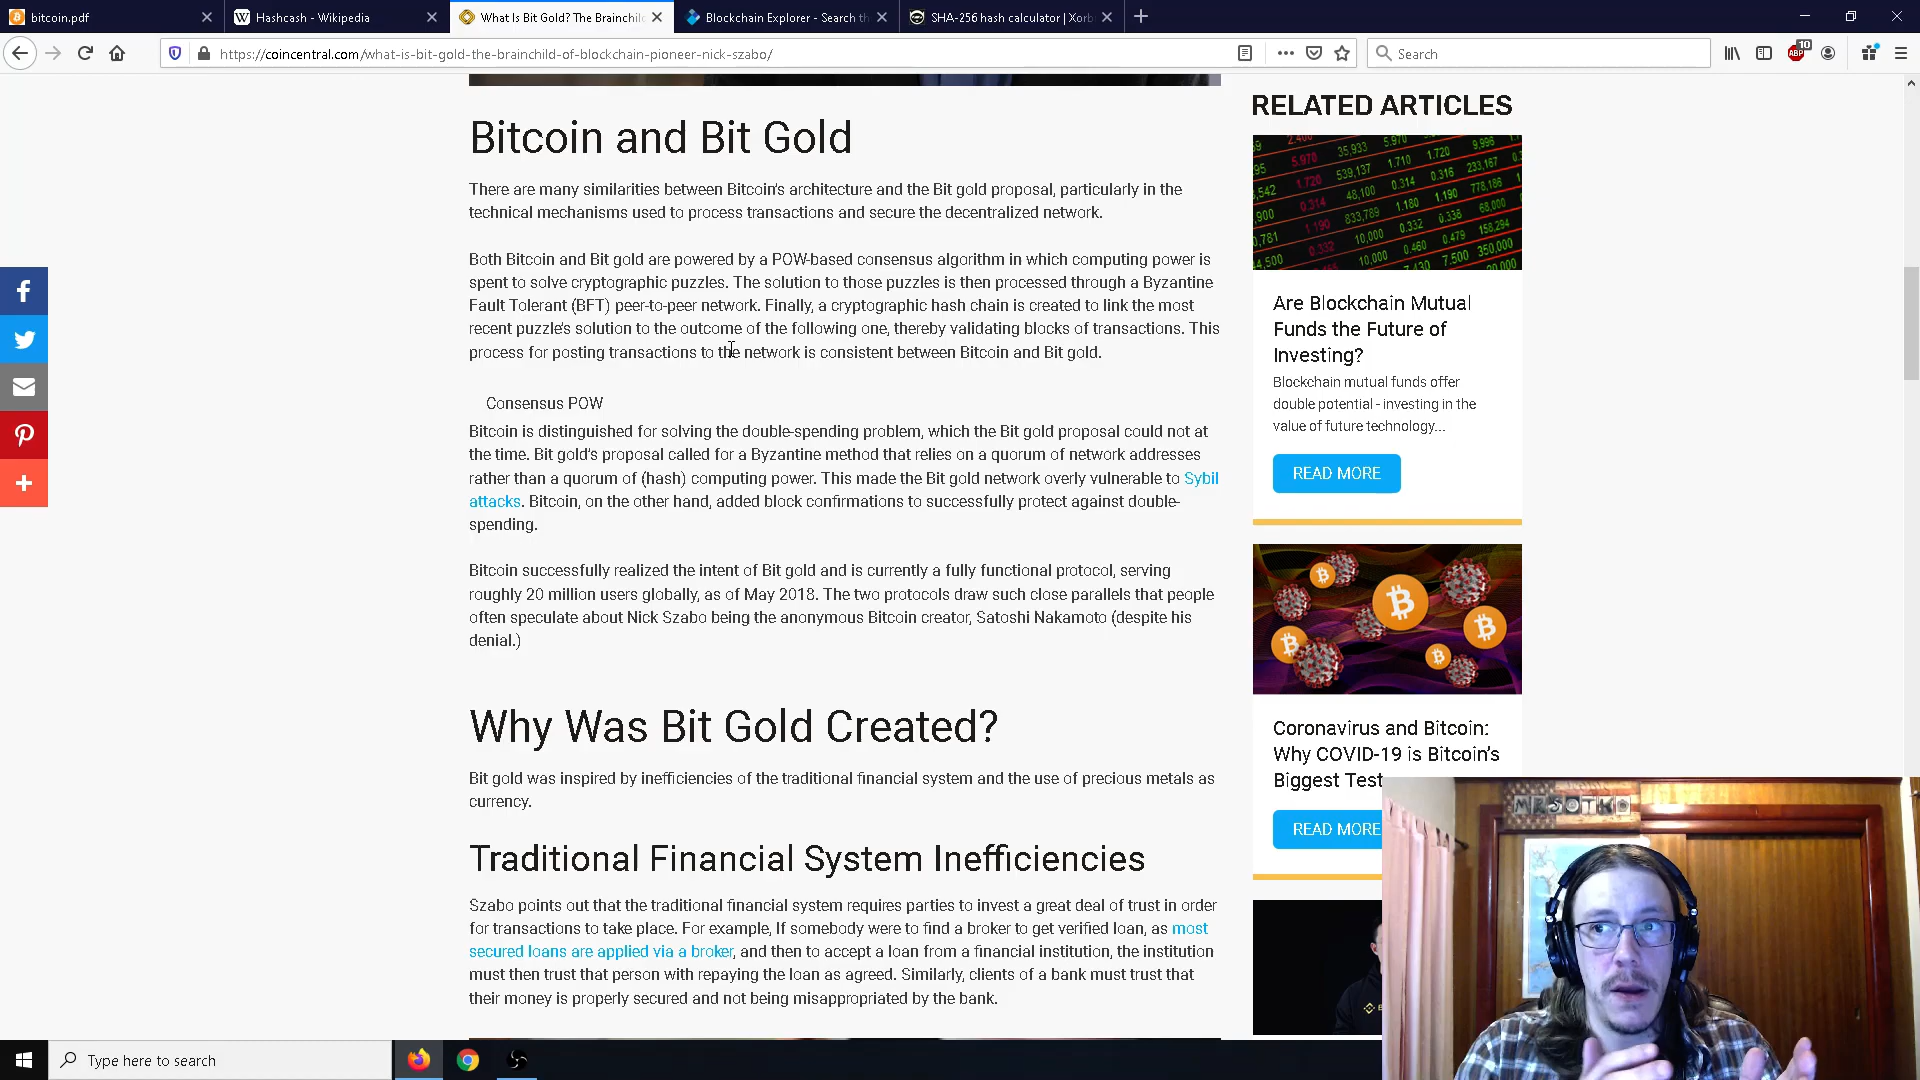 bitcoin.pdf
Hashcash - Wikipedia
What Is Bit Gold? The Brainchil
Blockchain Explorer - Search th
SHA-256 hash calculator | Xorb
https://coincentral.com/what-is-bit-gold-the-brainchild-of-blockchain-pioneer-nick-szabo/
Search
ABP
10
Bitcoin and Bit Gold
There are many similarities between Bitcoin's architecture and the Bit gold proposal, particularly in the
technical mechanisms used to process transactions and secure the decentralized network.
Both Bitcoin and Bit gold are powered by a POW-based consensus algorithm in which computing power is
spent to solve cryptographic puzzles. The solution to those puzzles is then processed through a Byzantine
Fault Tolerant (BFT) peer-to-peer network. Finally, a cryptographic hash chain is created to link the most
recent puzzle's solution to the outcome of the following one, thereby validating blocks of transactions. This
process for posting transactions to the network is consistent between Bitcoin and Bit gold.
Consensus POW
Bitcoin is distinguished for solving the double-spending problem, which the Bit gold proposal could not at
the time. Bit gold's proposal called for a Byzantine method that relies on a quorum of network addresses
rather than a quorum of (hash) computing power. This made the Bit gold network overly vulnerable to Sybil
attacks. Bitcoin, on the other hand, added block confirmations to successfully protect against double-
spending.
Bitcoin successfully realized the intent of Bit gold and is currently a fully functional protocol, serving
roughly 20 million users globally, as of May 2018. The two protocols draw such close parallels that people
often speculate about Nick Szabo being the anonymous Bitcoin creator, Satoshi Nakamoto (despite his
denial.)
Why Was Bit Gold Created?
Bit gold was inspired by inefficiencies of the traditional financial system and the use of precious metals as
currency.
Traditional Financial System Inefficiencies
Szabo points out that the traditional financial system requires parties to invest a great deal of trust in order
for transactions to take place. For example, If somebody were to find a broker to get verified loan, as most
secured loans are applied via a broker, and then to accept a loan from a financial institution, the institution
must then trust that person with repaying the loan as agreed. Similarly, clients of a bank must trust that
their money is properly secured and not being misappropriated by the bank.
RELATED ARTICLES
Are Blockchain Mutual
Funds the Future of
Investing?
Blockchain mutual funds offer
double potential - investing in the
value of future technology...
READ MORE
Coronavirus and Bitcoin:
Why COVID-19 is Bitcoin's
Biggest Test
READ MORE
MRSOTKO
Type here to search